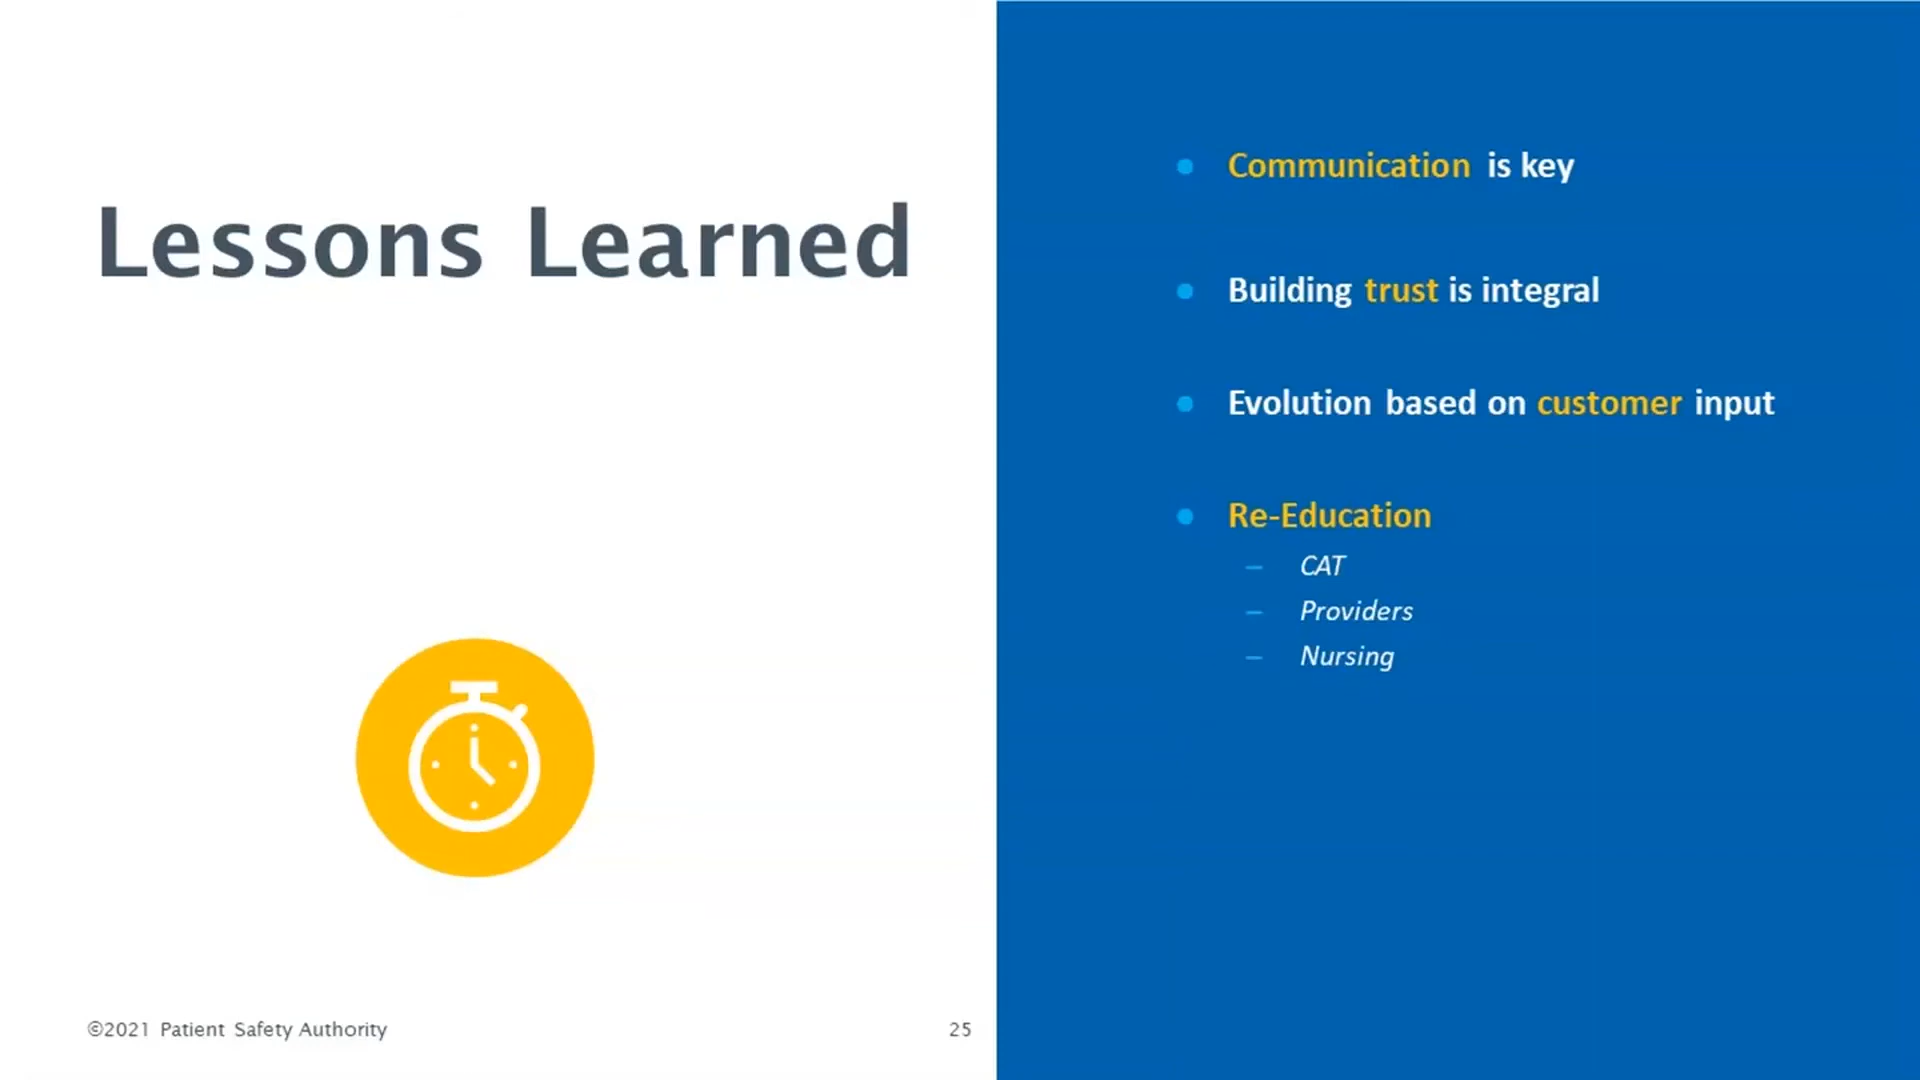 Lessons Learned
Communication is key
Building trust is integral
Evolution based on customer input
Re-Education
CAT
Providers
Nursing
©2021 Patient Safety Authority
25